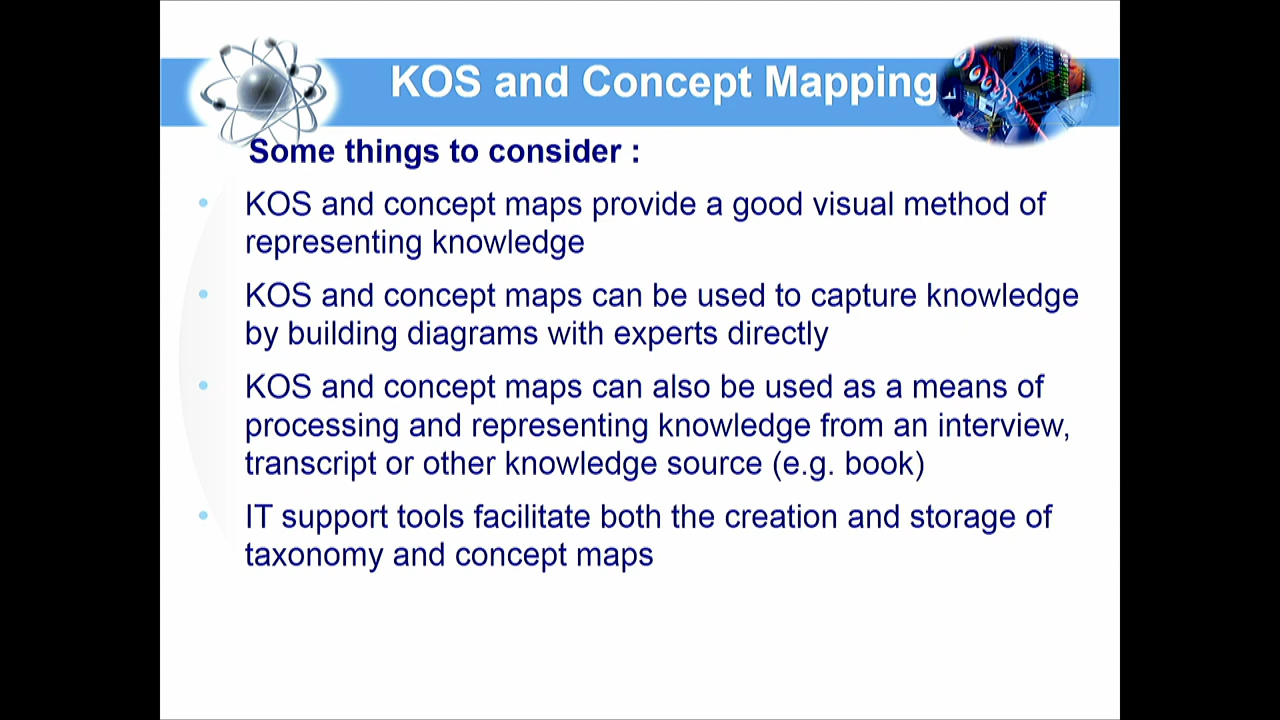 KOS and Concept Mapping
Some things to consider :
• KOS and concept maps provide a good visual method of
representing knowledge
• KOS and concept maps can be used to capture knowledge
by building diagrams with experts directly
• KOS and concept maps can also be used as a means of
processing and representing knowledge from an interview,
transcript or other knowledge source (e.g. book)
• IT support tools facilitate both the creation and storage of
taxonomy and concept maps